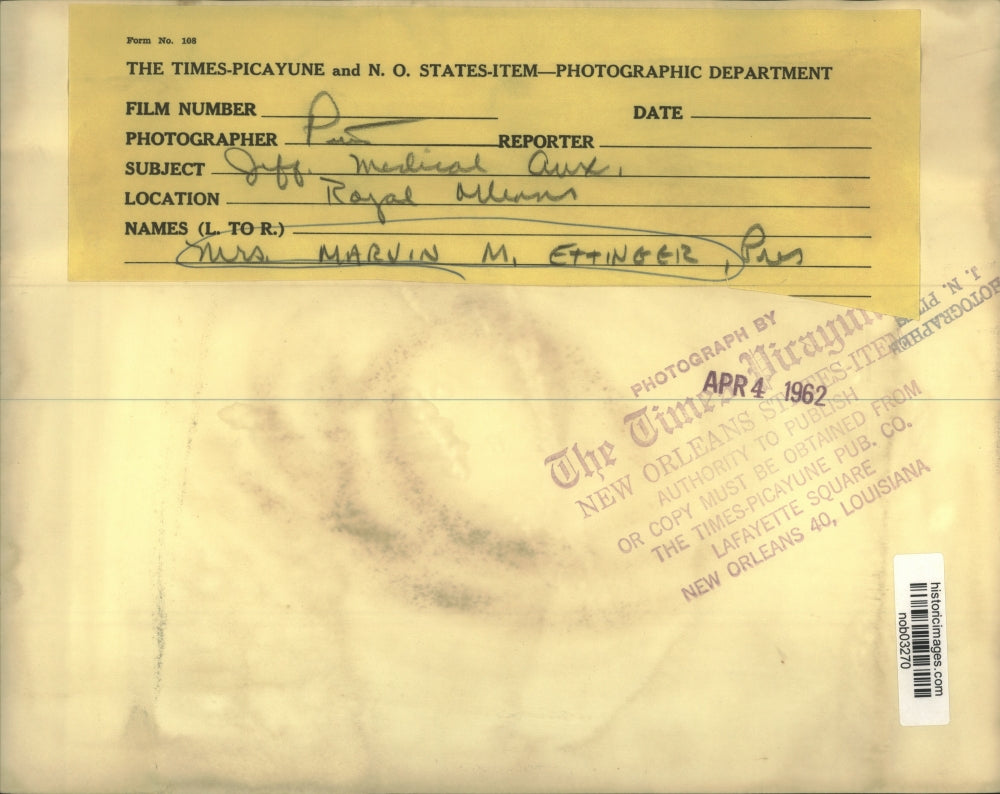 Form No. 108
THE TIMES-PICAYUNE and N. O. STATES-ITEM—PHOTOGRAPHIC DEPARTMENT
FILM NUMBER
DATE
PHOTOGRAPHER
REPORTER
SUBJECT Jeff. Medical Aux.
LOCATION Royal Orleans
NAMES (L. TO R.)
Mrs. MARVIN M. ETTINGER, Pres
J. N. PIT
PHOTOGRAPHER
PHOTOGRAPH BY
The Times-Picayune
APR 4 1962
NEW ORLEANS STATES-ITEM
AUTHORITY TO PUBLISH
OR COPY MUST BE OBTAINED FROM
THE TIMES-PICAYUNE PUB. CO.
LAFAYETTE SQUARE
NEW ORLEANS 40, LOUISIANA
historicimages.com
nob03270